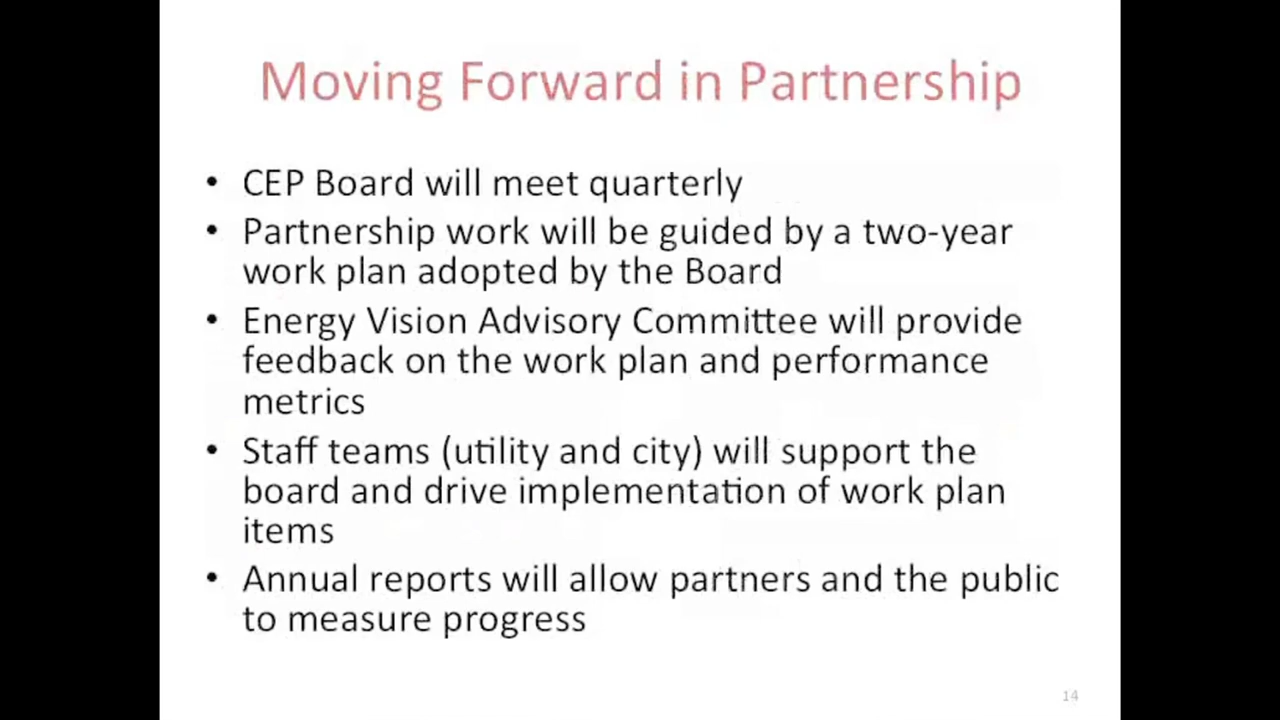 Moving Forward in Partnership
• CEP Board will meet quarterly
• Partnership work will be guided by a two-year
work plan adopted by the Board
• Energy Vision Advisory Committee will provide
feedback on the work plan and performance
metrics
• Staff teams (utility and city) will support the
board and drive implementation of work plan
items
• Annual reports will allow partners and the public
to measure progress
14